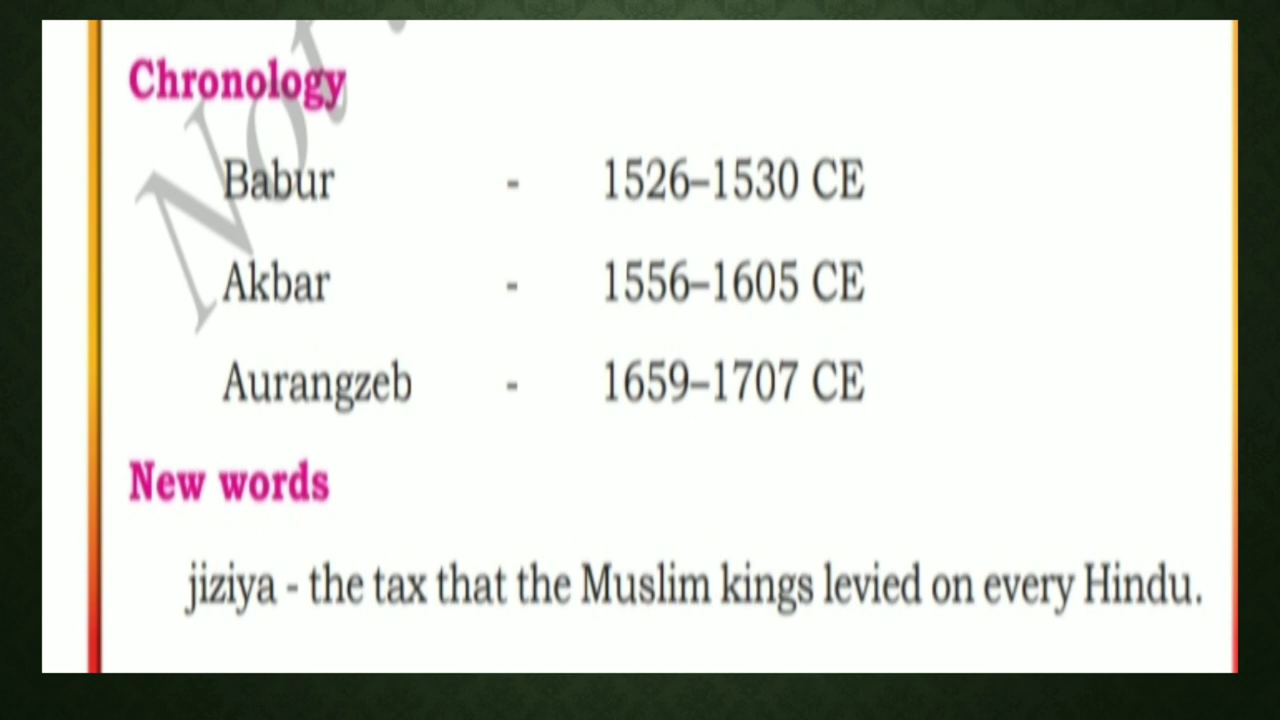 Chronology
Babur - 1526–1530 CE
Akbar - 1556–1605 CE
Aurangzeb - 1659–1707 CE
New words
jiziya - the tax that the Muslim kings levied on every Hindu.
Not